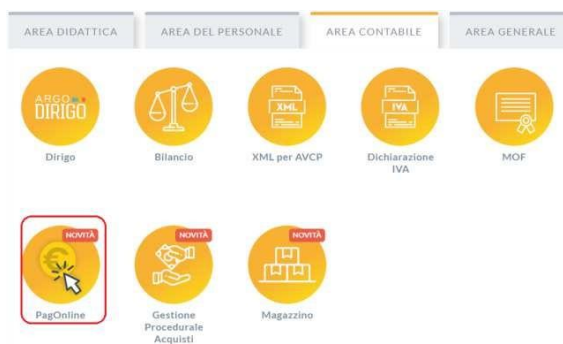 AREA DIDATTICA
AREA DEL PERSONALE
AREA CONTABILE
AREA GENERALE
ARGO
DIRIGO
XML
IVA
Dirigo
Bilancio
XML per AVCP
Dichiarazione
IVA
MOF
NOVITÀ
NOVITÀ
NOVITÀ
PagOnline
Gestione
Procedurale
Acquisti
Magazzino